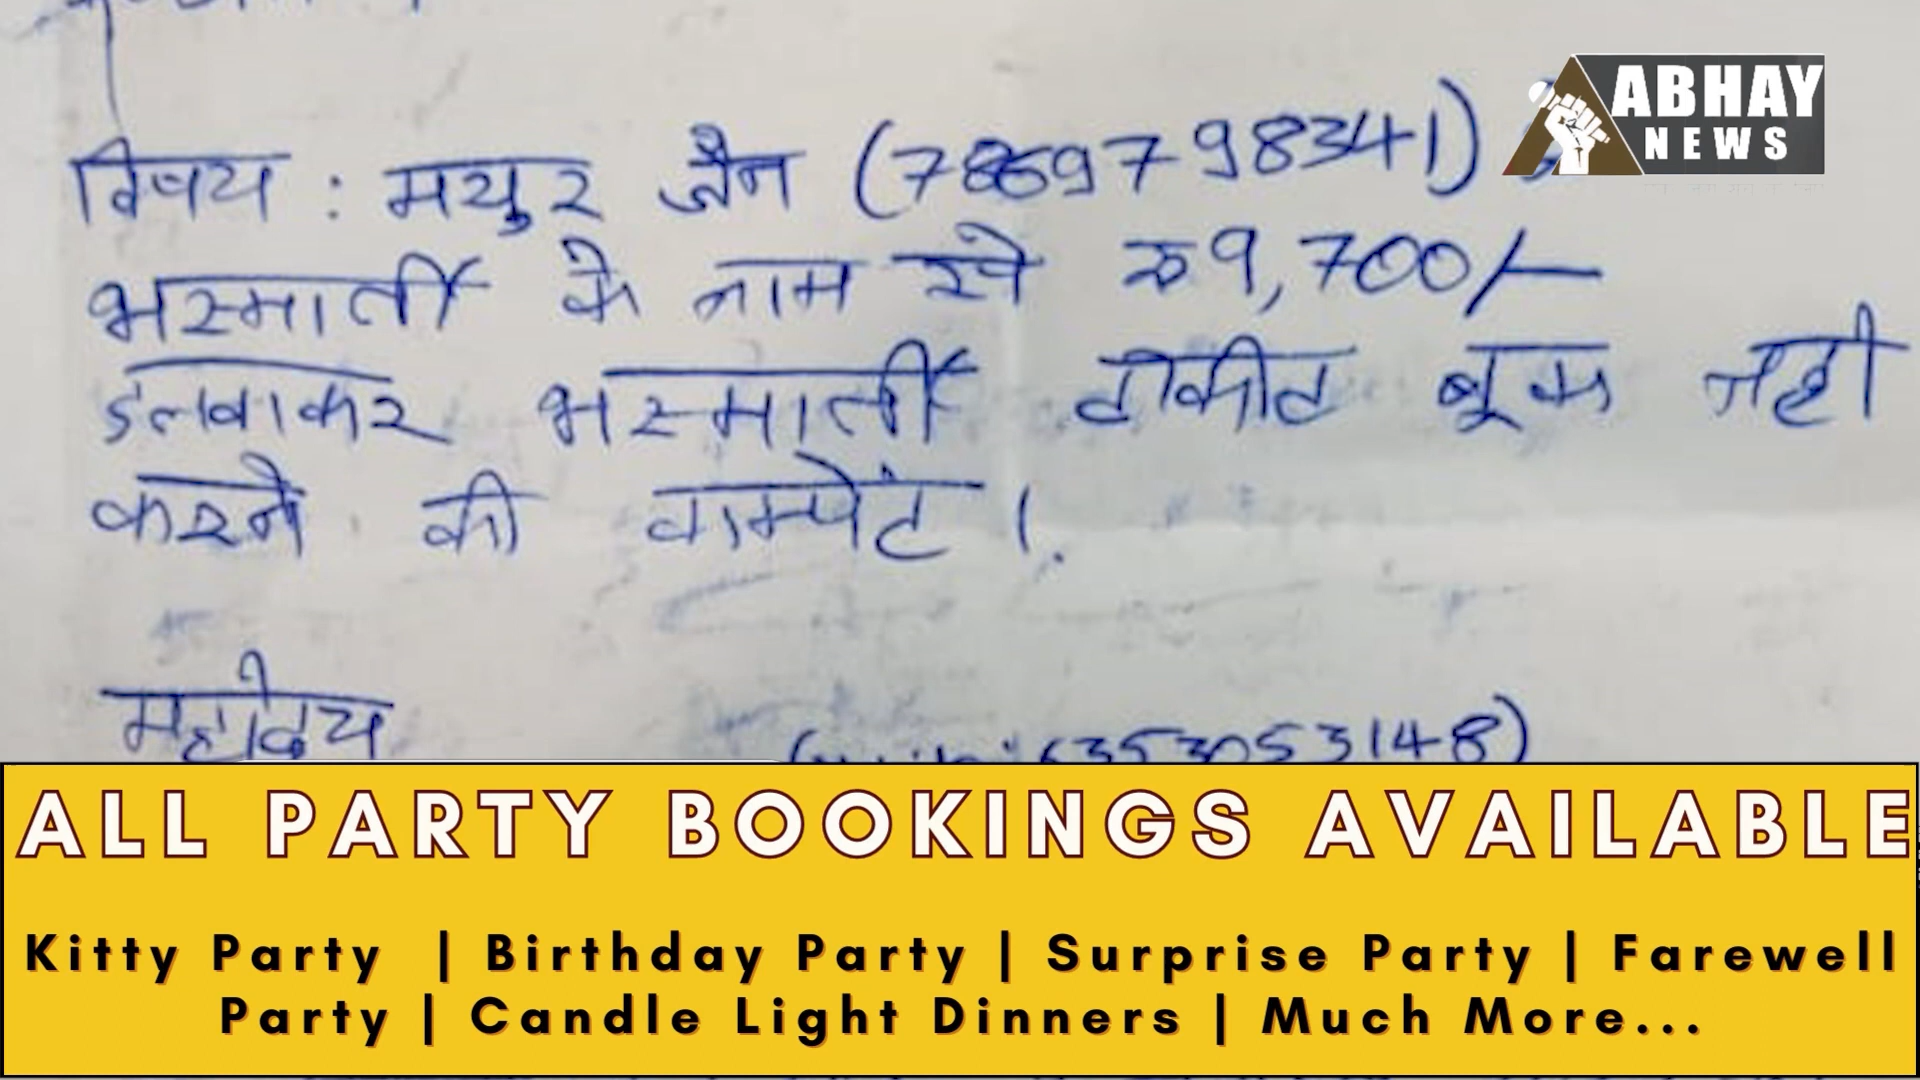 ABHAY
NEWS
विषय : मयुर जैन (7869798341)
भस्मार्ती के नाम रुपे रु 9,700/-
डलवाकर भस्मार्ती टीकीट बूक नही
करने की काम्पेंट ।.
महोदय
6353053148)
ALL PARTY BOOKINGS AVAILABLE
Kitty Party | Birthday Party | Surprise Party | Farewell
Party | Candle Light Dinners | Much More...